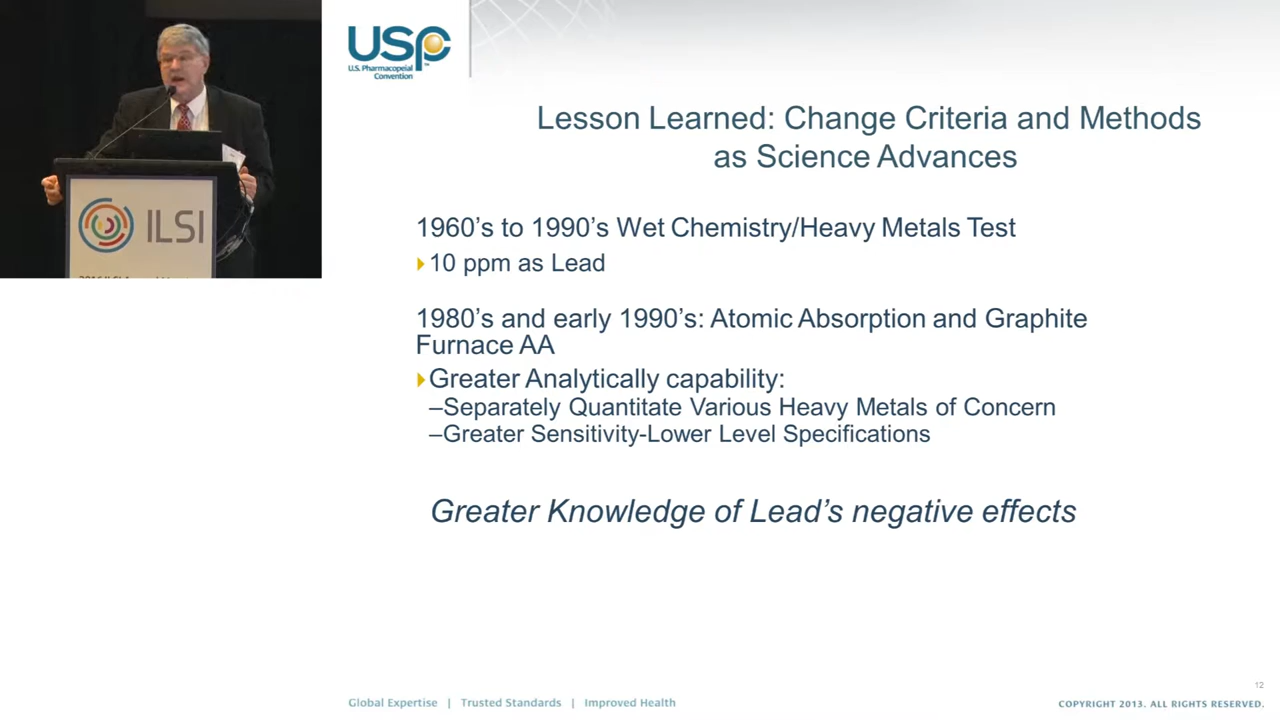 USP
U.S. Pharmacopeial
Convention
ILSI
Lesson Learned: Change Criteria and Methods
as Science Advances
1960’s to 1990’s Wet Chemistry/Heavy Metals Test
10 ppm as Lead
1980’s and early 1990’s: Atomic Absorption and Graphite
Furnace AA
Greater Analytically capability:
–Separately Quantitate Various Heavy Metals of Concern
–Greater Sensitivity-Lower Level Specifications
Greater Knowledge of Lead’s negative effects
12
Global Expertise | Trusted Standards | Improved Health
COPYRIGHT 2013. ALL RIGHTS RESERVED.